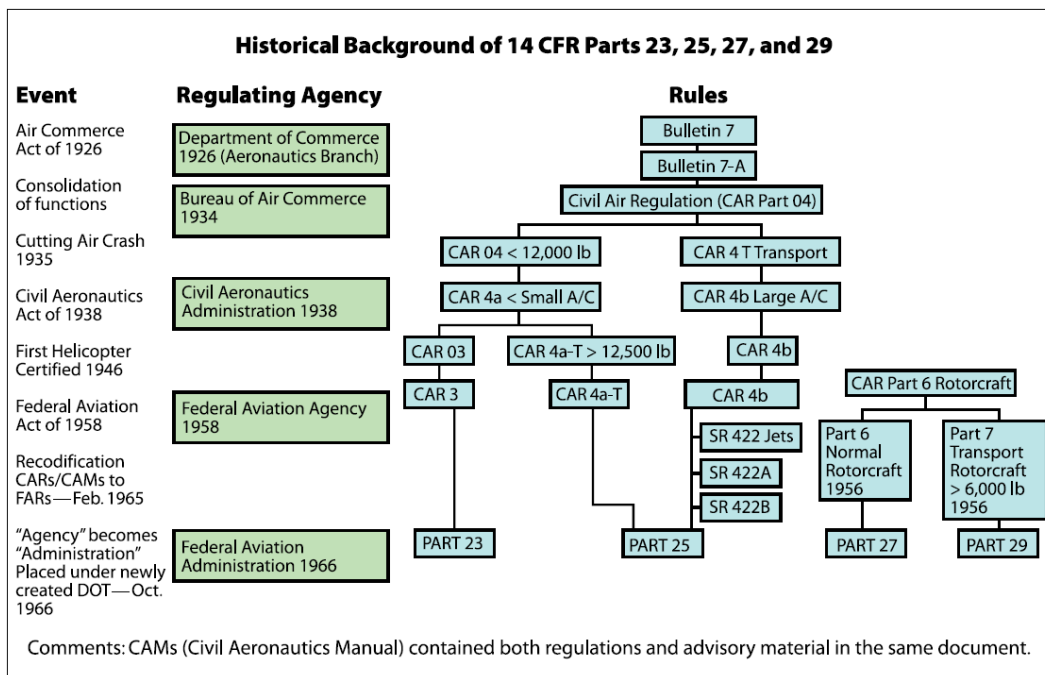 Historical Background of 14 CFR Parts 23, 25, 27, and 29
Event
Regulating Agency
Rules
Air Commerce
Act of 1926
Consolidation
of functions
Cutting Air Crash
1935
Civil Aeronautics
Act of 1938
First Helicopter
Certified 1946
Federal Aviation
Act of 1958
Recodification
CARs/CAMs to
FARs—Feb. 1965
“Agency” becomes
“Administration”
Placed under newly
created DOT—Oct.
1966
Department of Commerce
1926 (Aeronautics Branch)
Bureau of Air Commerce
1934
Civil Aeronautics
Administration 1938
Federal Aviation Agency
1958
Federal Aviation
Administration 1966
Bulletin 7
Bulletin 7-A
Civil Air Regulation (CAR Part 04)
CAR 04 < 12,000 lb
CAR 4 T Transport
CAR 4a < Small A/C
CAR 4b Large A/C
CAR 03
CAR 4a-T > 12,500 lb
CAR 4b
CAR 3
CAR 4a-T
CAR 4b
CAR Part 6 Rotorcraft
SR 422 Jets
SR 422A
SR 422B
Part 6
Normal
Rotorcraft
1956
Part 7
Transport
Rotorcraft
> 6,000 lb
1956
PART 23
PART 25
PART 27
PART 29
Comments: CAMs (Civil Aeronautics Manual) contained both regulations and advisory material in the same document.